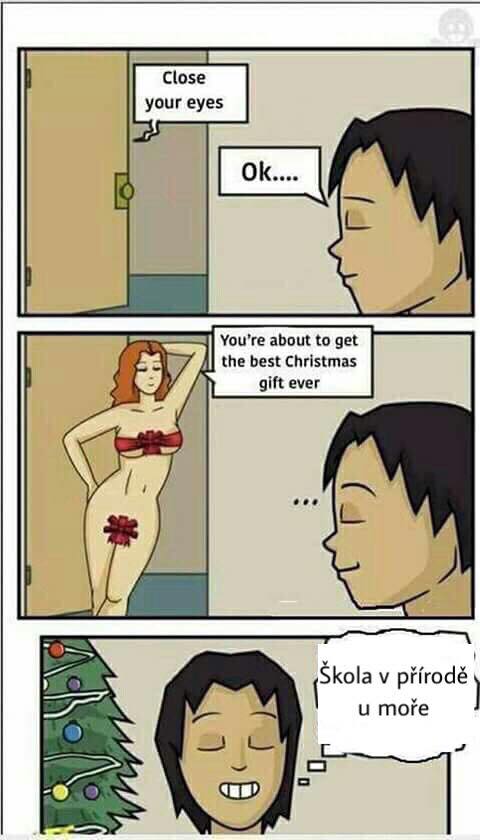 Close
your eyes
Ok....
You're about to get
the best Christmas
gift ever
...
Škola v přírodě
u moře